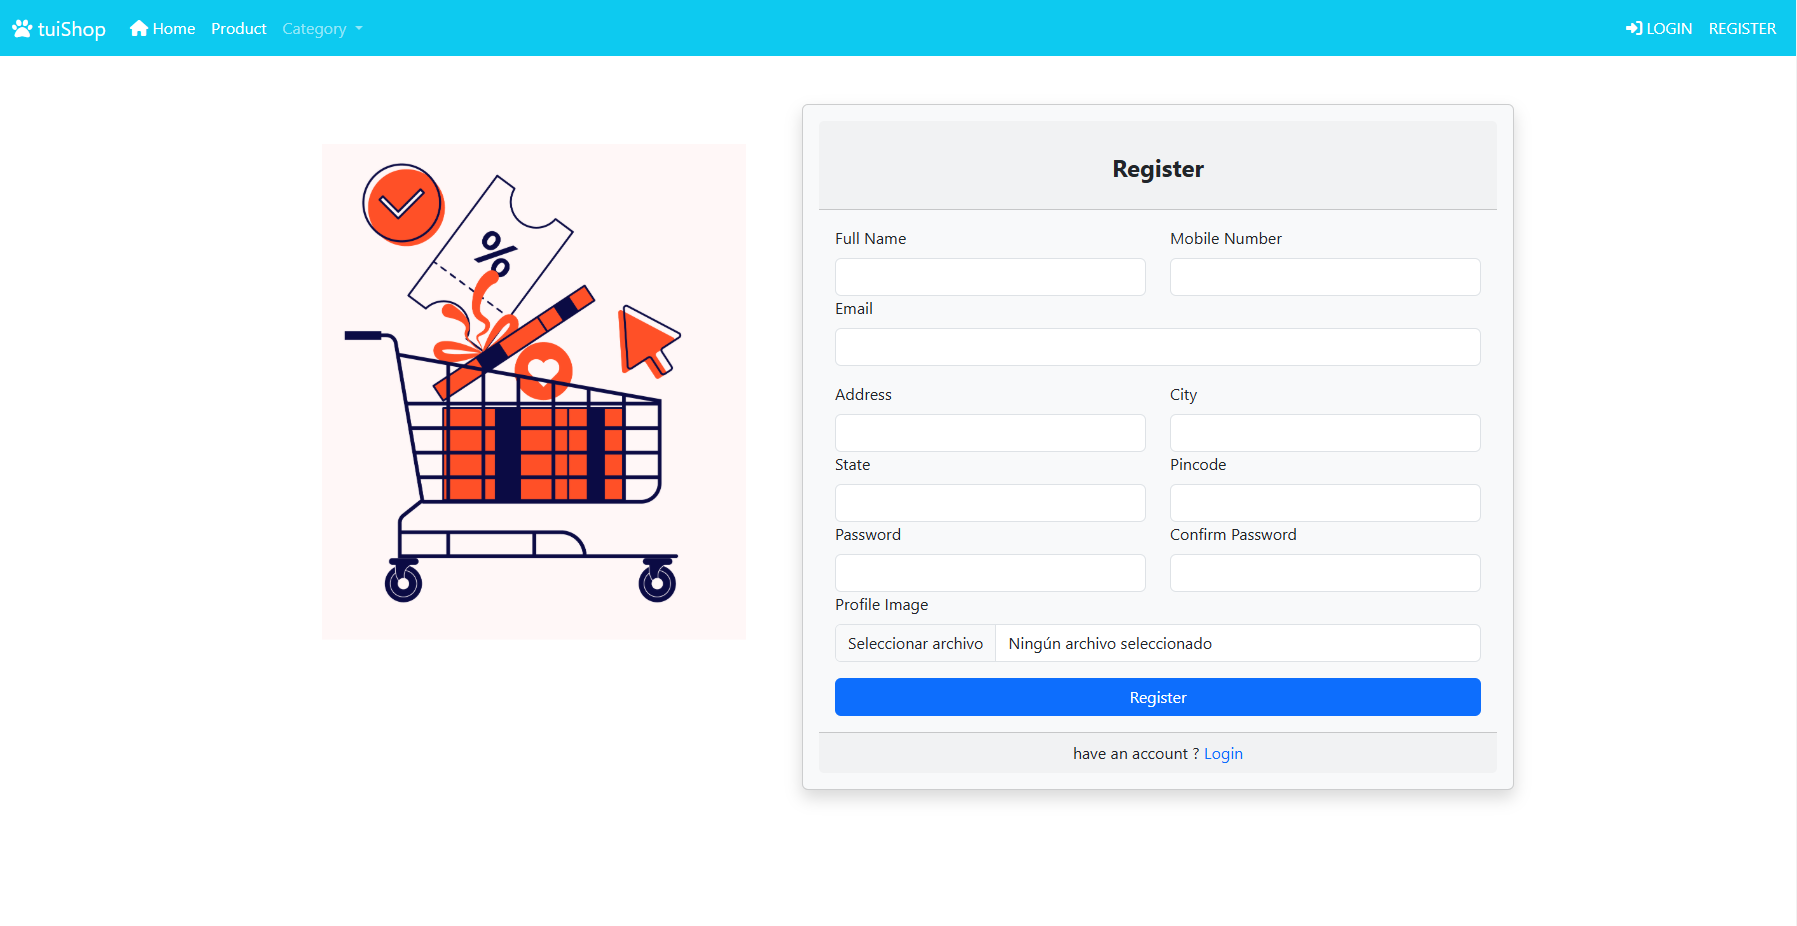 tuiShop Home Product Category LOGIN REGISTER
%
Register
Full Name Mobile Number
Email
Address City
State Pincode
Password Confirm Password
Profile Image
Seleccionar archivo Ningún archivo seleccionado
Register
have an account ? Login